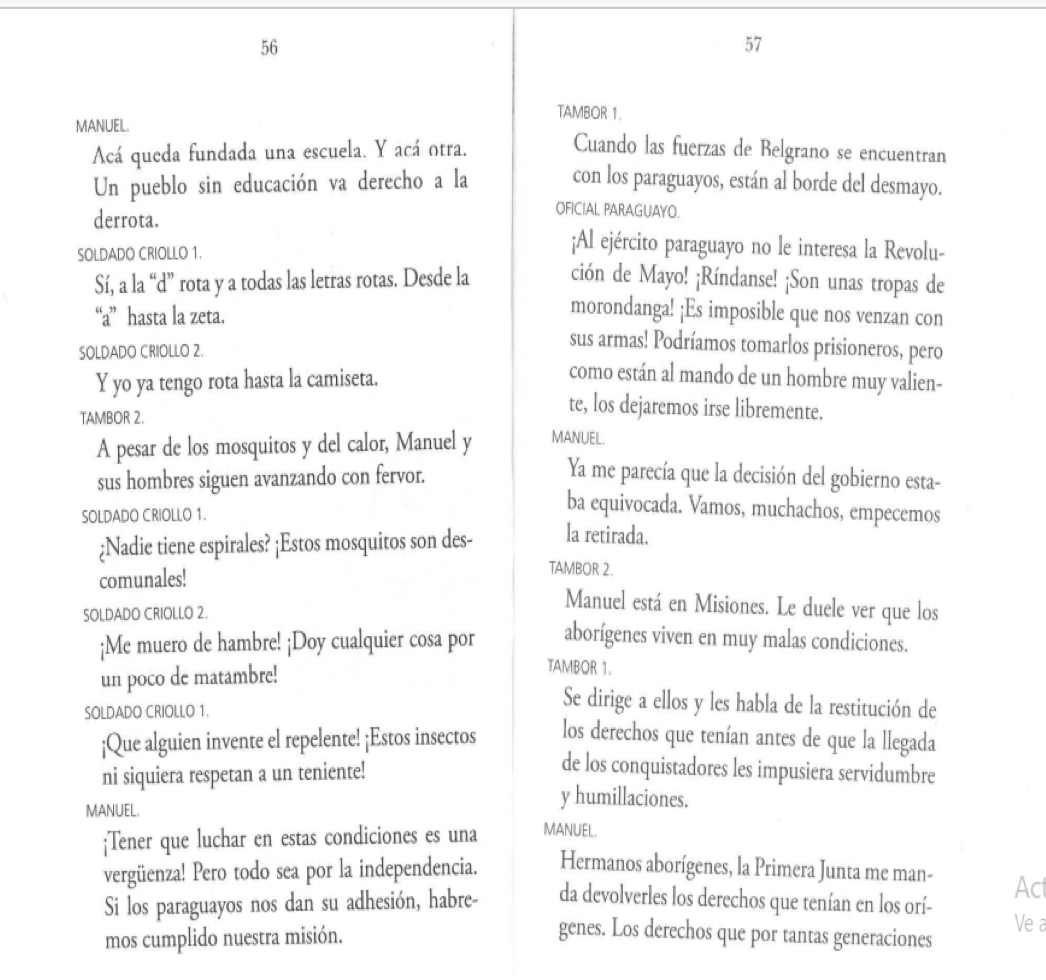 56
MANUEL.
Acá queda fundada una escuela. Y acá otra.
Un pueblo sin educación va derecho a la
derrota.
SOLDADO CRIOLLO 1.
Sí, a la “d” rota y a todas las letras rotas. Desde la
“a” hasta la zeta.
SOLDADO CRIOLLO 2.
Y yo ya tengo rota hasta la camiseta.
TAMBOR 2.
A pesar de los mosquitos y del calor, Manuel y
sus hombres siguen avanzando con fervor.
SOLDADO CRIOLLO 1.
¿Nadie tiene espirales? ¡Estos mosquitos son des-
comunales!
SOLDADO CRIOLLO 2.
¡Me muero de hambre! ¡Doy cualquier cosa por
un poco de matambre!
SOLDADO CRIOLLO 1.
¡Que alguien invente el repelente! ¡Estos insectos
ni siquiera respetan a un teniente!
MANUEL.
¡Tener que luchar en estas condiciones es una
vergüenza! Pero todo sea por la independencia.
Si los paraguayos nos dan su adhesión, habre-
mos cumplido nuestra misión.
57
TAMBOR 1.
Cuando las fuerzas de Belgrano se encuentran
con los paraguayos, están al borde del desmayo.
OFICIAL PARAGUAYO.
¡Al ejército paraguayo no le interesa la Revolu-
ción de Mayo! ¡Ríndanse! ¡Son unas tropas de
morondanga! ¡Es imposible que nos venzan con
sus armas! Podríamos tomarlos prisioneros, pero
como están al mando de un hombre muy valien-
te, los dejaremos irse libremente.
MANUEL.
Ya me parecía que la decisión del gobierno esta-
ba equivocada. Vamos, muchachos, empecemos
la retirada.
TAMBOR 2.
Manuel está en Misiones. Le duele ver que los
aborígenes viven en muy malas condiciones.
TAMBOR 1.
Se dirige a ellos y les habla de la restitución de
los derechos que tenían antes de que la llegada
de los conquistadores les impusiera servidumbre
y humillaciones.
MANUEL.
Hermanos aborígenes, la Primera Junta me man-
da devolverles los derechos que tenían en los orí-
genes. Los derechos que por tantas generaciones
Act
Ve a